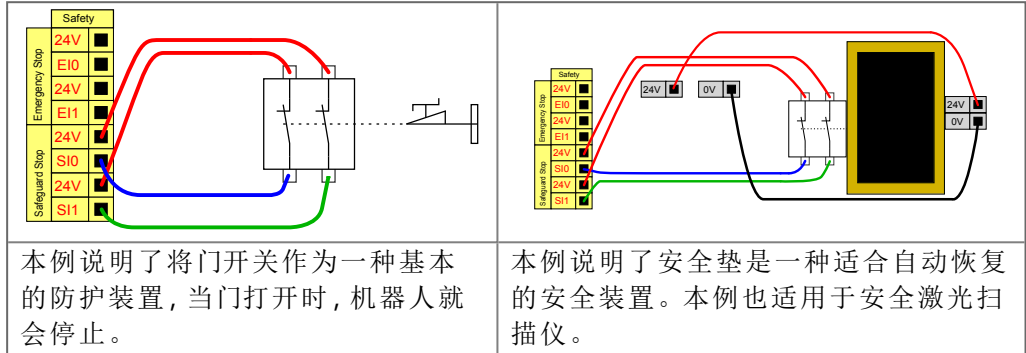 Safety
Emergency Stop
24V
EI0
24V
EI1
Safeguard Stop
24V
SI0
24V
SI1
Safety
Emergency Stop
24V
EI0
24V
EI1
Safeguard Stop
24V
SI0
24V
SI1
24V
0V
24V
0V
本例说明了将门开关作为一种基本
的防护装置，当门打开时，机器人就
会停止。
本例说明了安全垫是一种适合自动恢复
的安全装置。本例也适用于安全激光扫
描仪。